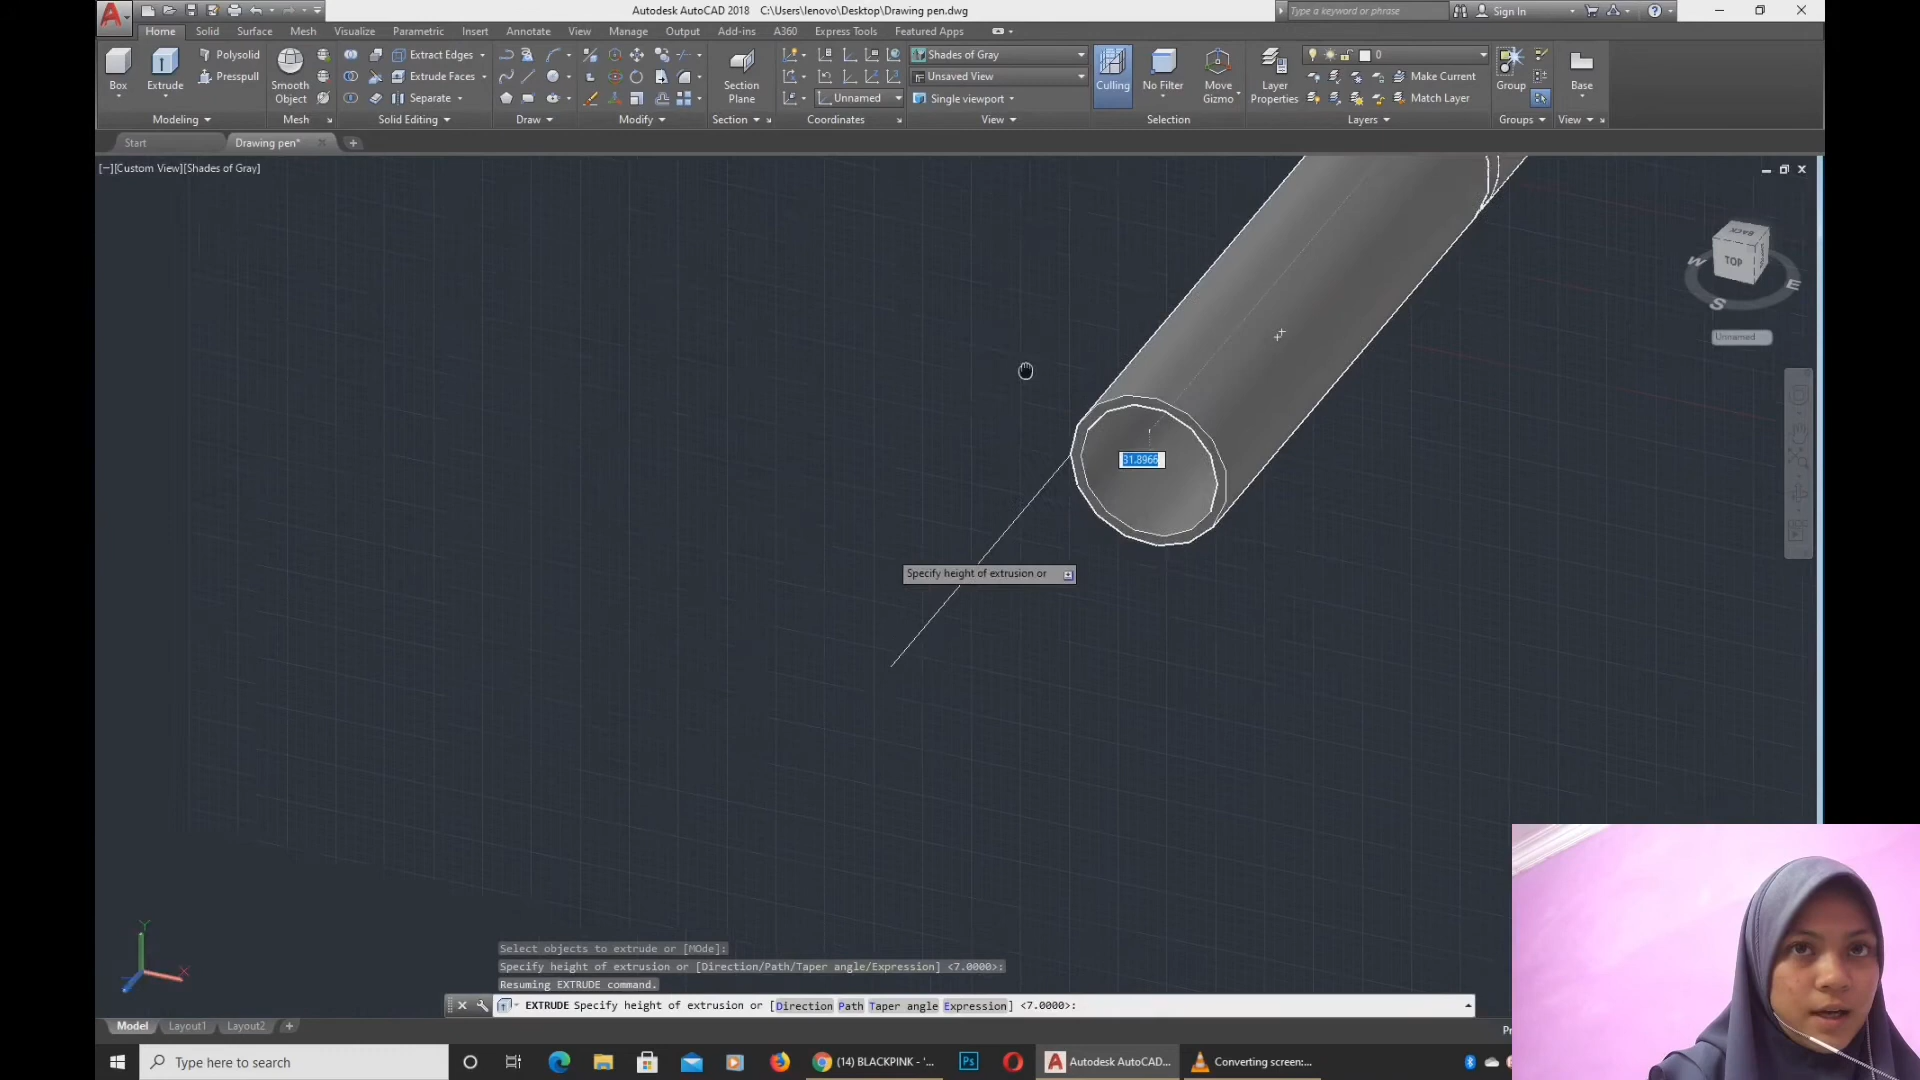 Autodesk AutoCAD 2018 C:\Users\lenovo\Desktop\Drawing pen.dwg
Type a keyword or phrase
Sign In
Home Solid Surface Mesh Visualize Parametric Insert Annotate View Manage Output Add-ins A360 Express Tools Featured Apps
Box
Extrude
Polysolid
Presspull
Smooth
Object
Extract Edges
Extrude Faces
Separate
Section
Plane
Unnamed
Shades of Gray
Unsaved View
Single viewport
Culling
No Filter
Move
Gizmo
Layer
Properties
0
Make Current
Match Layer
Group
Base
Modeling Mesh Solid Editing Draw Modify Section Coordinates View Selection Layers Groups View
Start Drawing pen*
[−][Custom View][Shades of Gray]
BACK
TOP
W
E
S
Unnamed
31.8966
Specify height of extrusion or
Y
X
Select objects to extrude or [MOde]:
Specify height of extrusion or [Direction/Path/Taper angle/Expression] <7.0000>:
Resuming EXTRUDE command.
EXTRUDE Specify height of extrusion or [Direction Path Taper angle Expression] <7.0000>:
Model Layout1 Layout2
Type here to search
(14) BLACKPINK - '...
Ps
Autodesk AutoCAD...
Converting screen:...